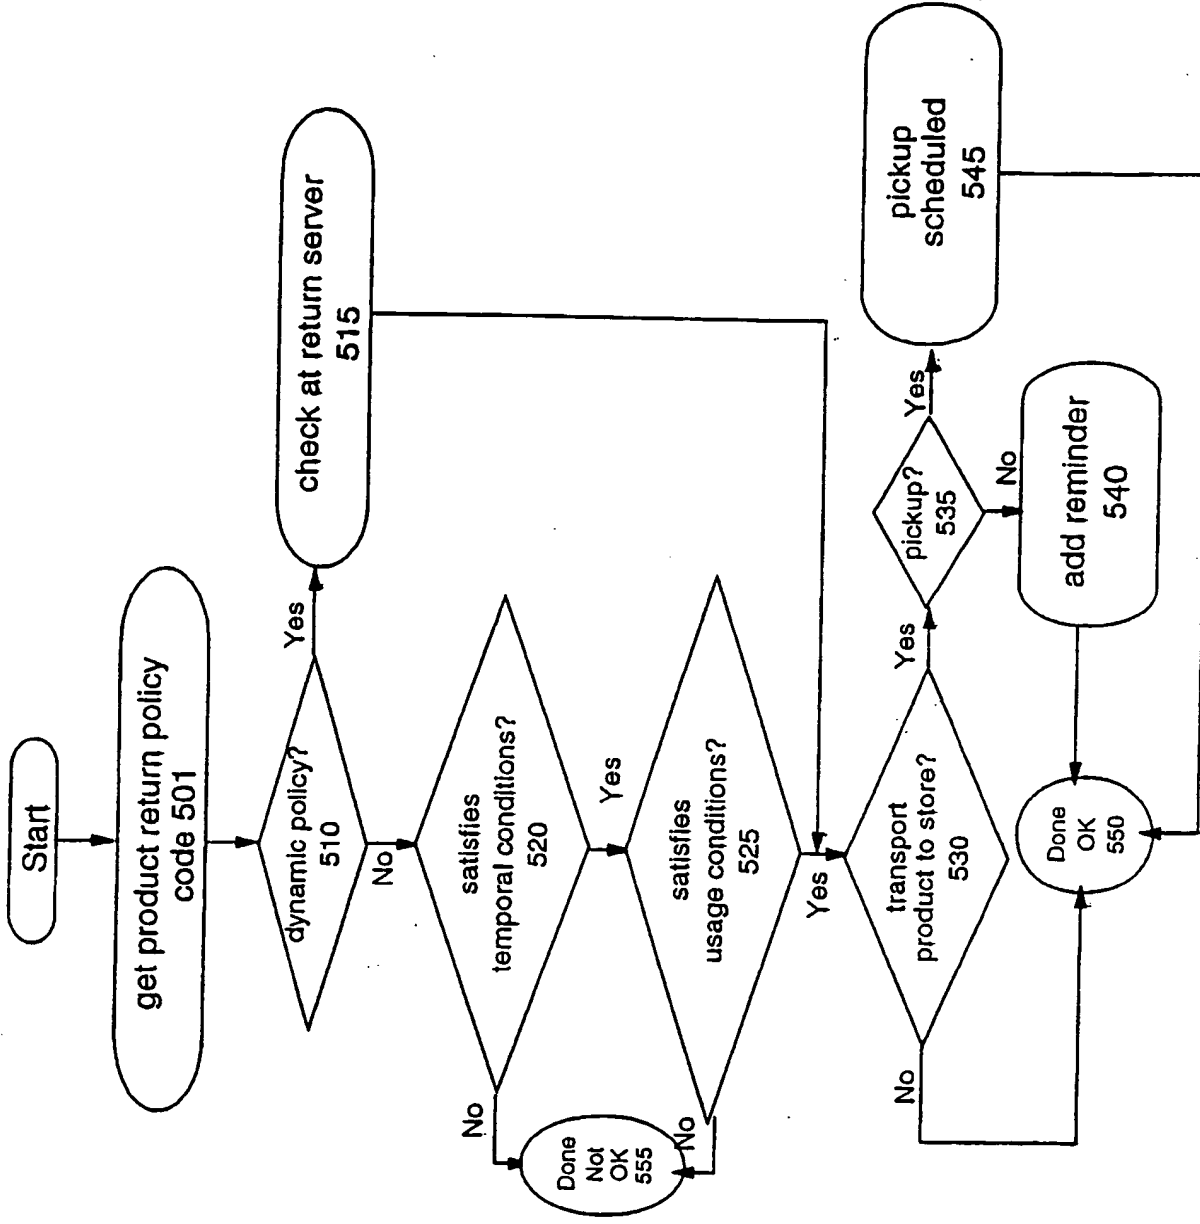 Start
get product return policy
code 501
dynamic policy?
510
Yes
No
check at return server
515
satisfies
temporal conditions?
520
No
Yes
satisfies
usage conditions?
525
No
Yes
Done
Not
OK
555
transport
product to store?
530
No
Yes
pickup?
535
Yes
No
pickup
scheduled
545
add reminder
540
Done
OK
550